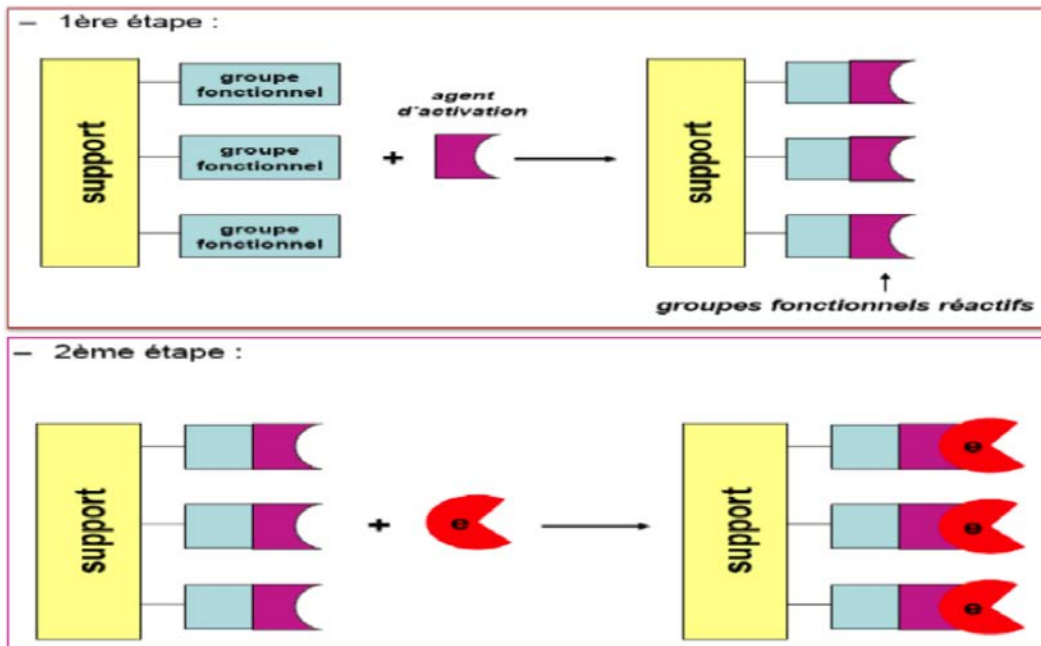 – 1ère étape :
support
groupe
fonctionnel
groupe
fonctionnel
groupe
fonctionnel
+
agent
d'activation
support
groupes fonctionnels réactifs
– 2ème étape :
support
+
e
support
e
e
e